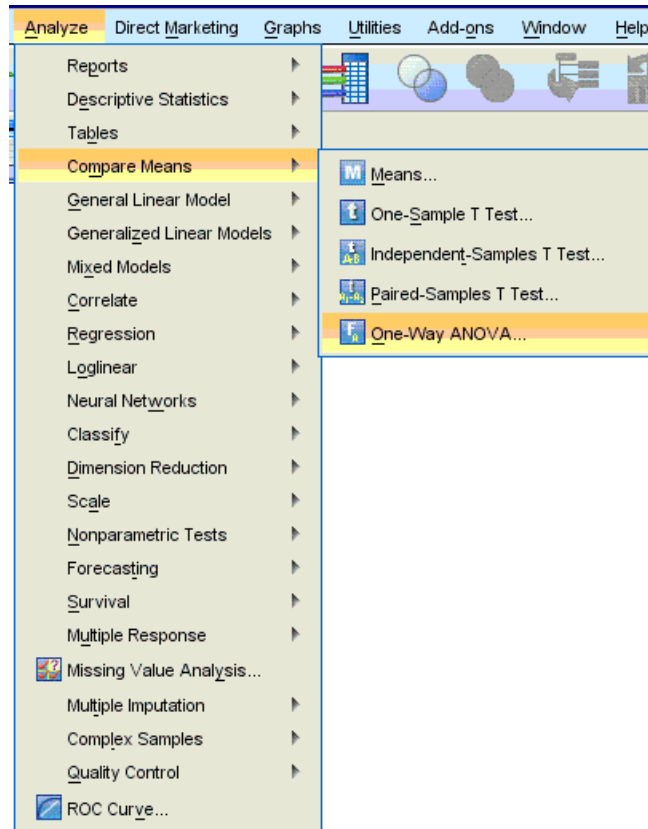 Analyze Direct Marketing Graphs Utilities Add-ons Window Help
Reports
Descriptive Statistics
Tables
Compare Means
General Linear Model
Generalized Linear Models
Mixed Models
Correlate
Regression
Loglinear
Neural Networks
Classify
Dimension Reduction
Scale
Nonparametric Tests
Forecasting
Survival
Multiple Response
Missing Value Analysis...
Multiple Imputation
Complex Samples
Quality Control
ROC Curve...
M Means...
t One-Sample T Test...
Independent-Samples T Test...
Paired-Samples T Test...
One-Way ANOVA...